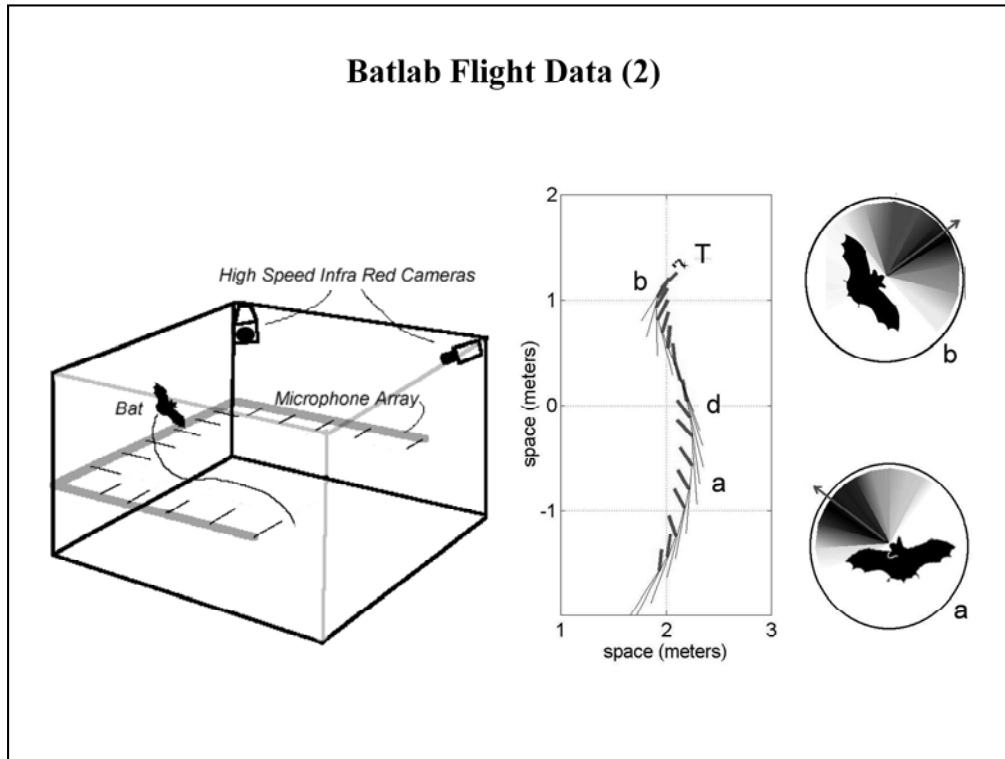 Batlab Flight Data (2)
High Speed Infra Red Cameras
Microphone Array
Bat
2
1
0
-1
1
2
3
space (meters)
space (meters)
T
b
d
a
b
a